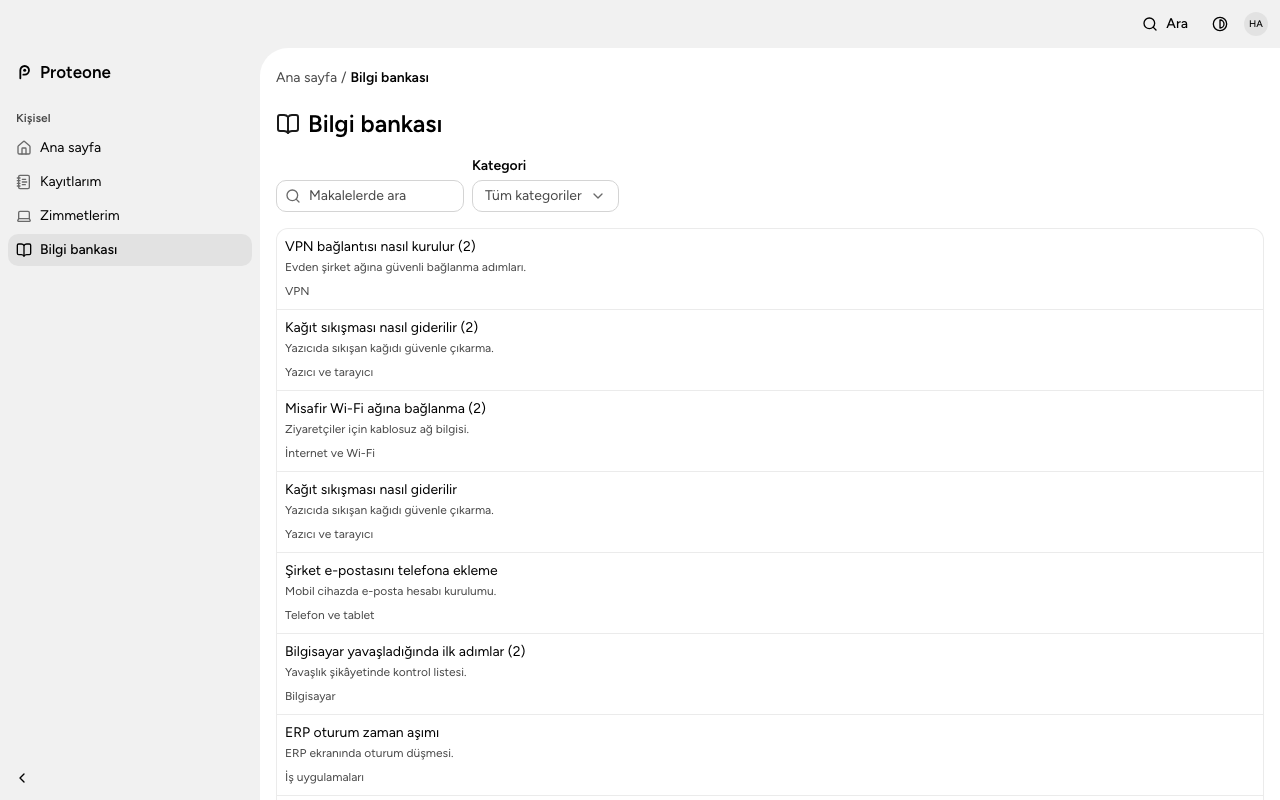 Ara
HA
Proteone
Kişisel
Ana sayfa
Kayıtlarım
Zimmetlerim
Bilgi bankası
Ana sayfa / Bilgi bankası
Bilgi bankası
Kategori
Makalelerde ara
Tüm kategoriler
VPN bağlantısı nasıl kurulur (2)
Evden şirket ağına güvenli bağlanma adımları.
VPN
Kağıt sıkışması nasıl giderilir (2)
Yazıcıda sıkışan kağıdı güvenle çıkarma.
Yazıcı ve tarayıcı
Misafir Wi-Fi ağına bağlanma (2)
Ziyaretçiler için kablosuz ağ bilgisi.
İnternet ve Wi-Fi
Kağıt sıkışması nasıl giderilir
Yazıcıda sıkışan kağıdı güvenle çıkarma.
Yazıcı ve tarayıcı
Şirket e-postasını telefona ekleme
Mobil cihazda e-posta hesabı kurulumu.
Telefon ve tablet
Bilgisayar yavaşladığında ilk adımlar (2)
Yavaşlık şikâyetinde kontrol listesi.
Bilgisayar
ERP oturum zaman aşımı
ERP ekranında oturum düşmesi.
İş uygulamaları